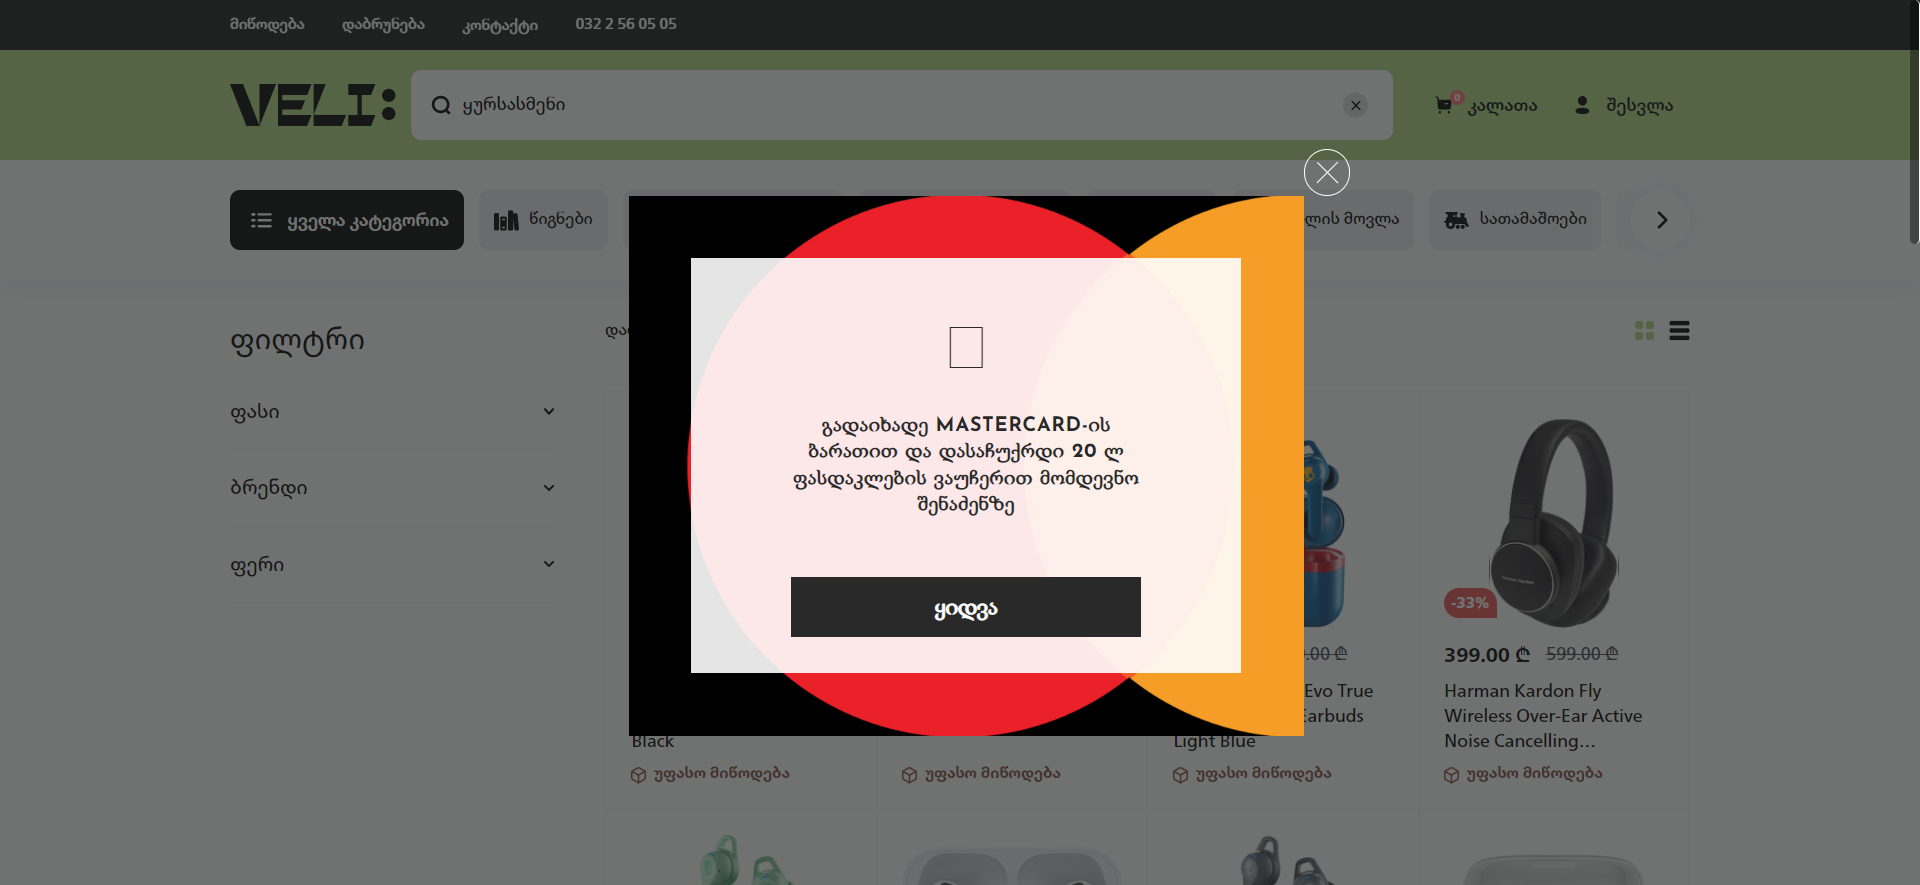 მიწოდება დაბრუნება კონტაქტი 032 2 56 05 05
VELI:
ყურსასმენი
0 კალათა შესვლა
ყველა კატეგორია წიგნები ლის მოვლა სათამაშოები
ფილტრი
ფასი
ბრენდი
ფერი
გადაიხადე MASTERCARD-ის
ბარათით და დასაჩუქრდი 20 ლ
ფასდაკლების ვაუჩერით მომდევნო
შენაძენზე
ყიდვა
Black
უფასო მიწოდება
უფასო მიწოდება
.00 ₾
Evo True
Earbuds
Light Blue
უფასო მიწოდება
harman kardon
-33%
399.00 ₾ 599.00 ₾
Harman Kardon Fly
Wireless Over-Ear Active
Noise Cancelling...
უფასო მიწოდება